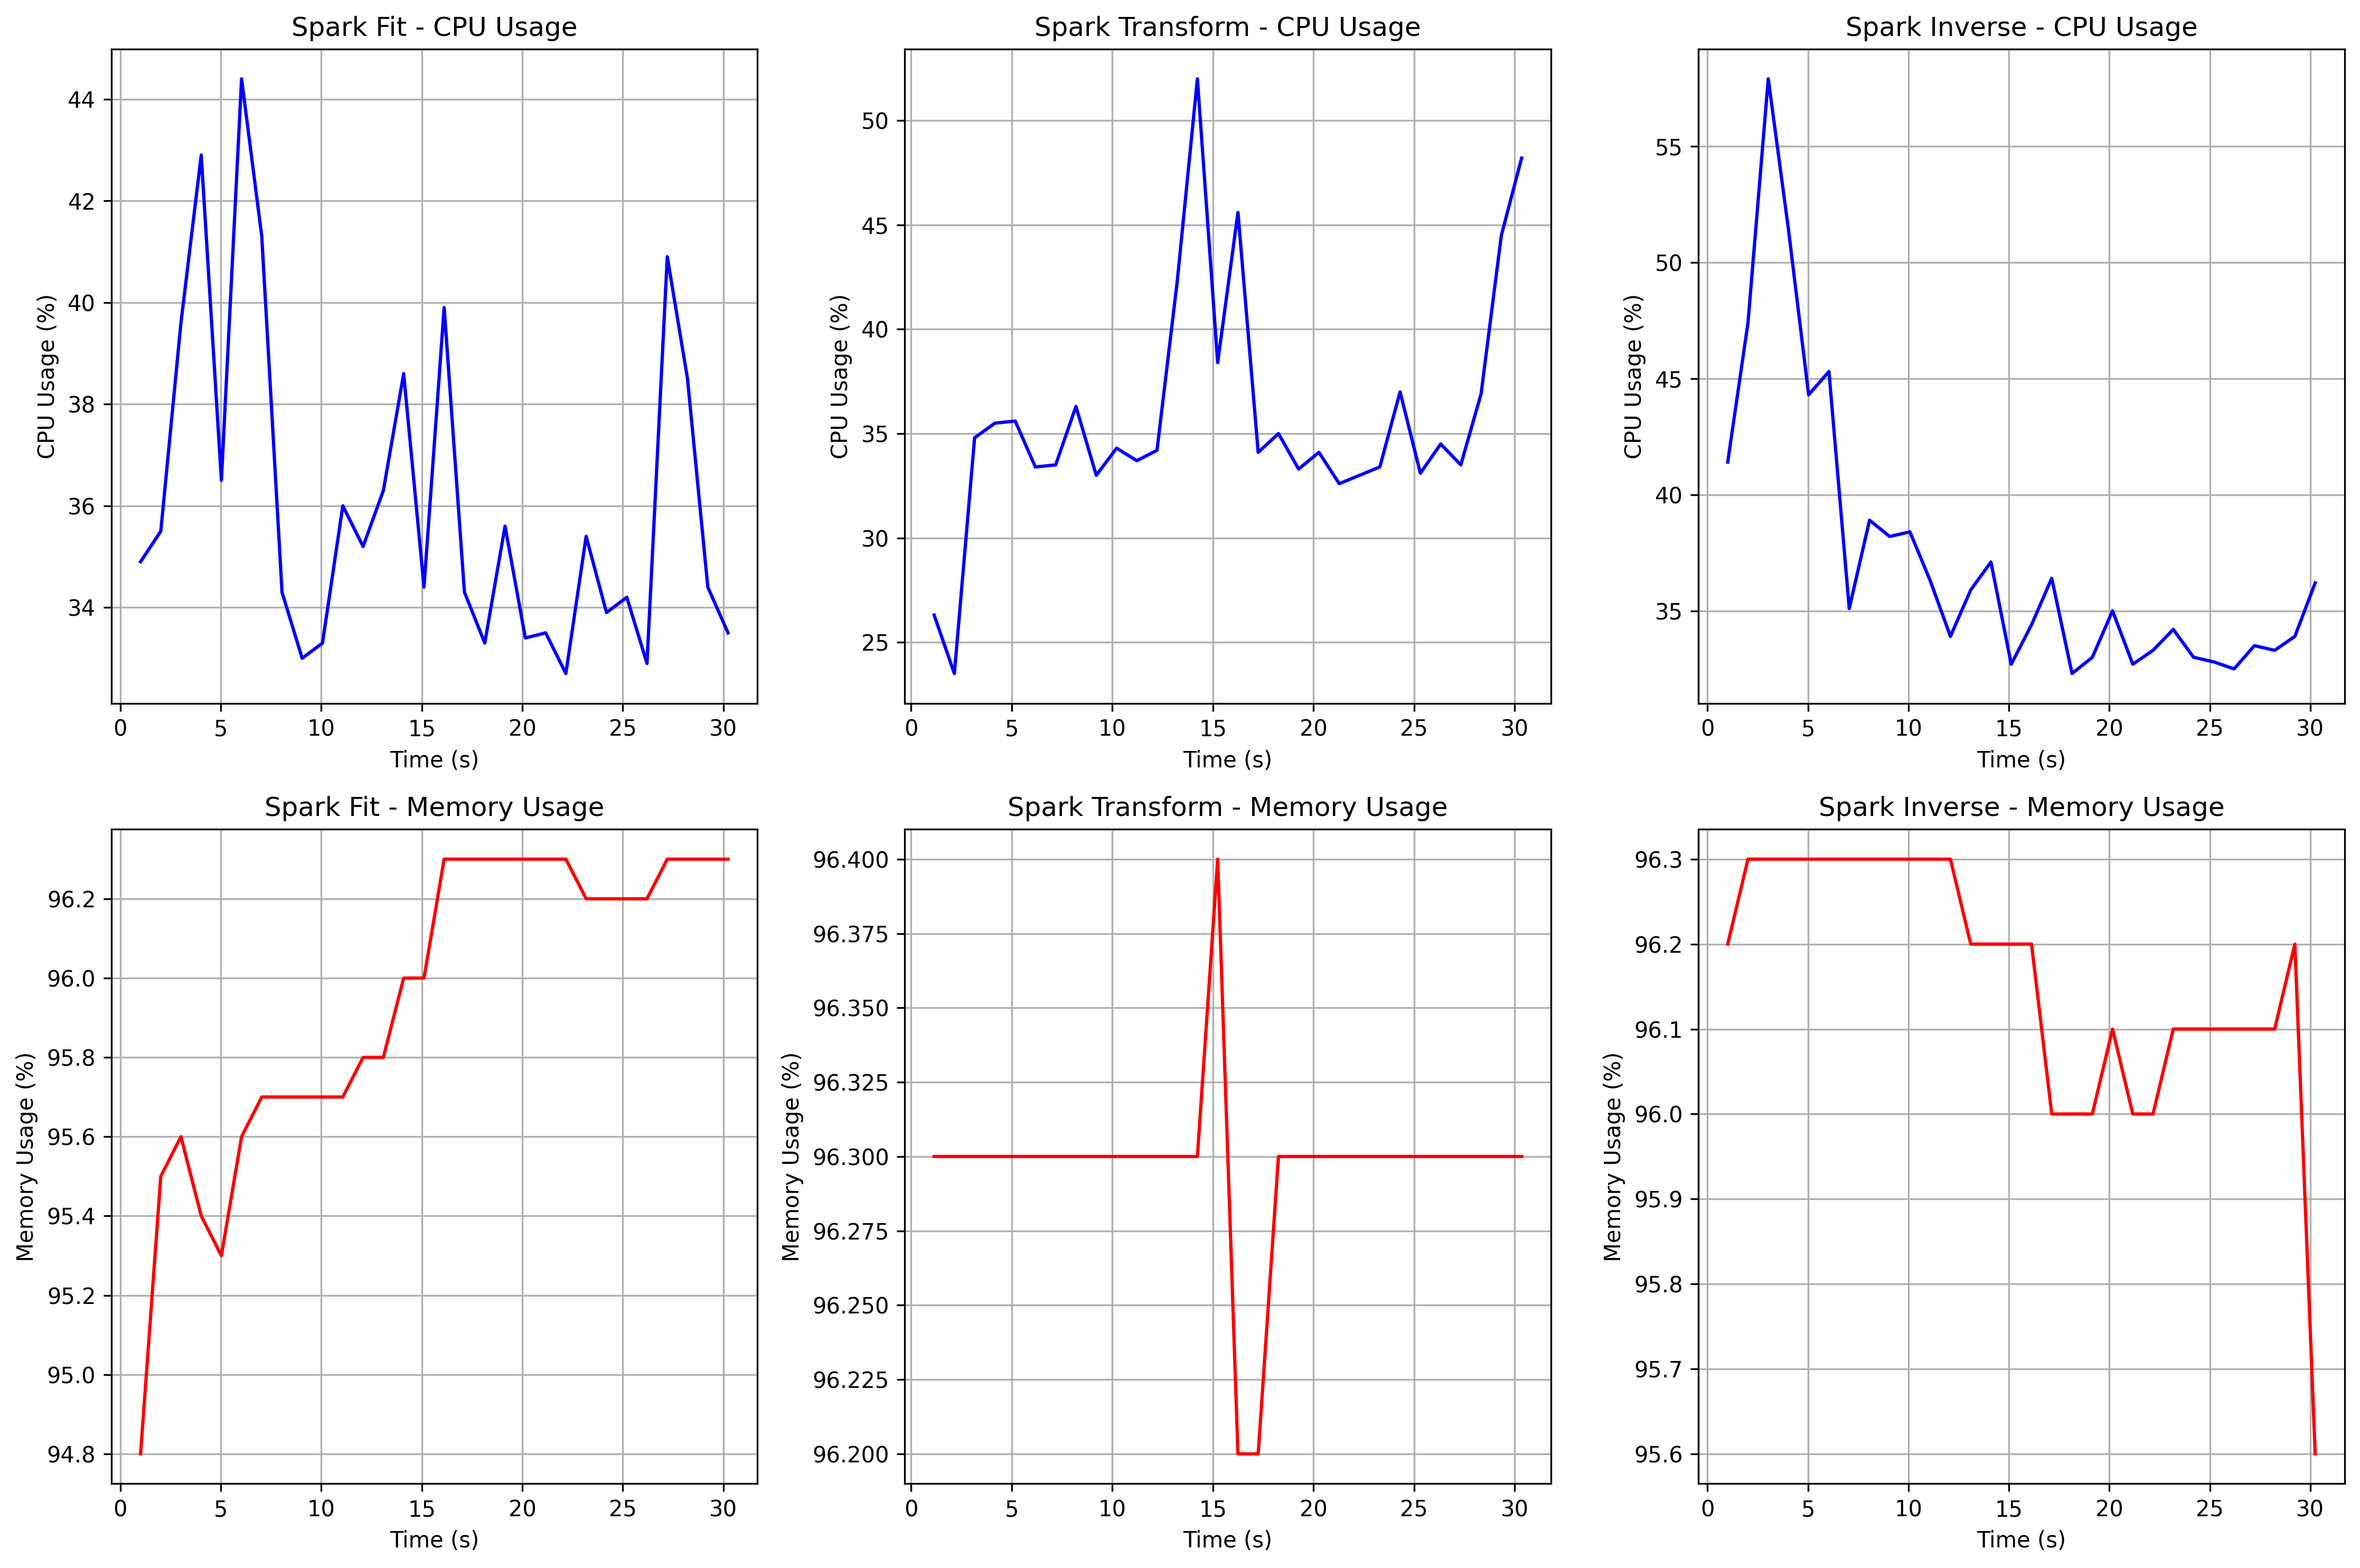 Spark Fit - CPU Usage
CPU Usage (%)
44
42
40
38
36
34
0 5 10 15 20 25 30
Time (s)
Spark Transform - CPU Usage
CPU Usage (%)
50
45
40
35
30
25
0 5 10 15 20 25 30
Time (s)
Spark Inverse - CPU Usage
CPU Usage (%)
55
50
45
40
35
0 5 10 15 20 25 30
Time (s)
Spark Fit - Memory Usage
Memory Usage (%)
96.2
96.0
95.8
95.6
95.4
95.2
95.0
94.8
0 5 10 15 20 25 30
Time (s)
Spark Transform - Memory Usage
Memory Usage (%)
96.400
96.375
96.350
96.325
96.300
96.275
96.250
96.225
96.200
0 5 10 15 20 25 30
Time (s)
Spark Inverse - Memory Usage
Memory Usage (%)
96.3
96.2
96.1
96.0
95.9
95.8
95.7
95.6
0 5 10 15 20 25 30
Time (s)